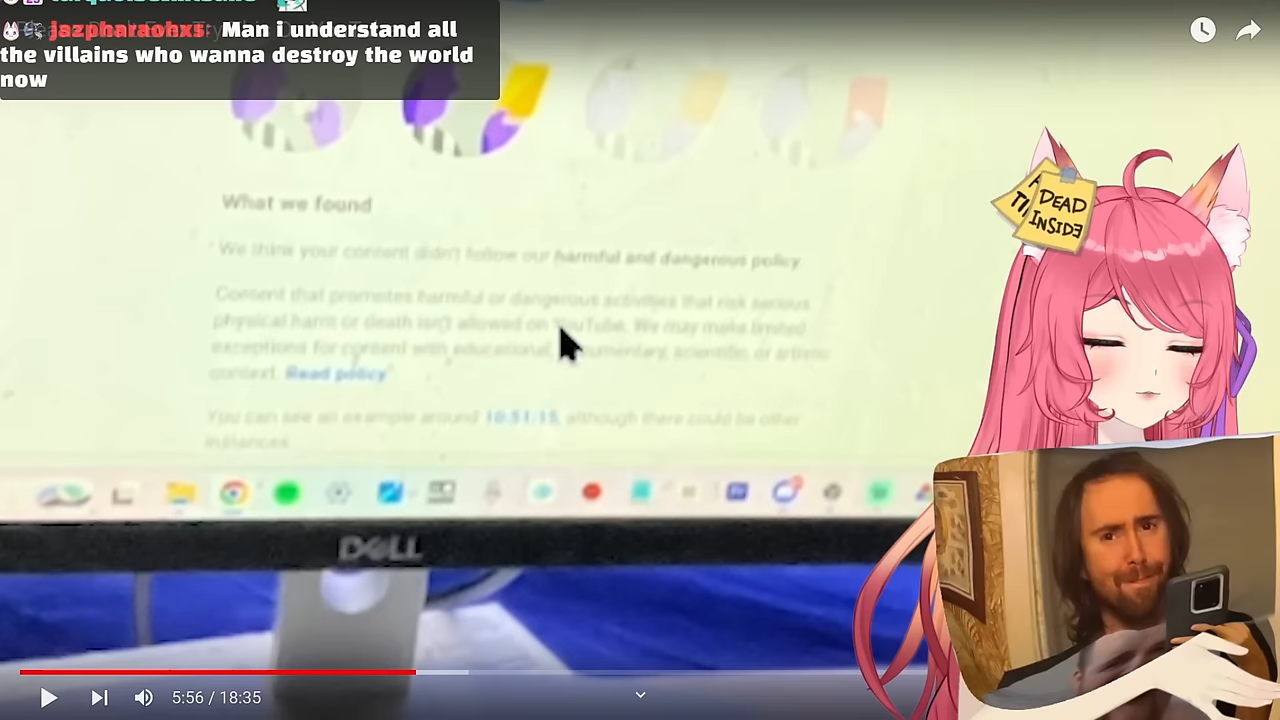 jazpharaohxs: Man i understand all
the villains who wanna destroy the world
now
DEAD
INSIDE
What we found
We think your content didn't follow our harmful and dangerous policy.
Content that promotes harmful or dangerous activities that risk serious
physical harm or death isn't allowed on YouTube. We may make limited
exceptions for content with educational, documentary, scientific, or artistic
context. Read policy
You can see an example around 10:51:15, although there could be other
instances.
DELL
5:56 / 18:35